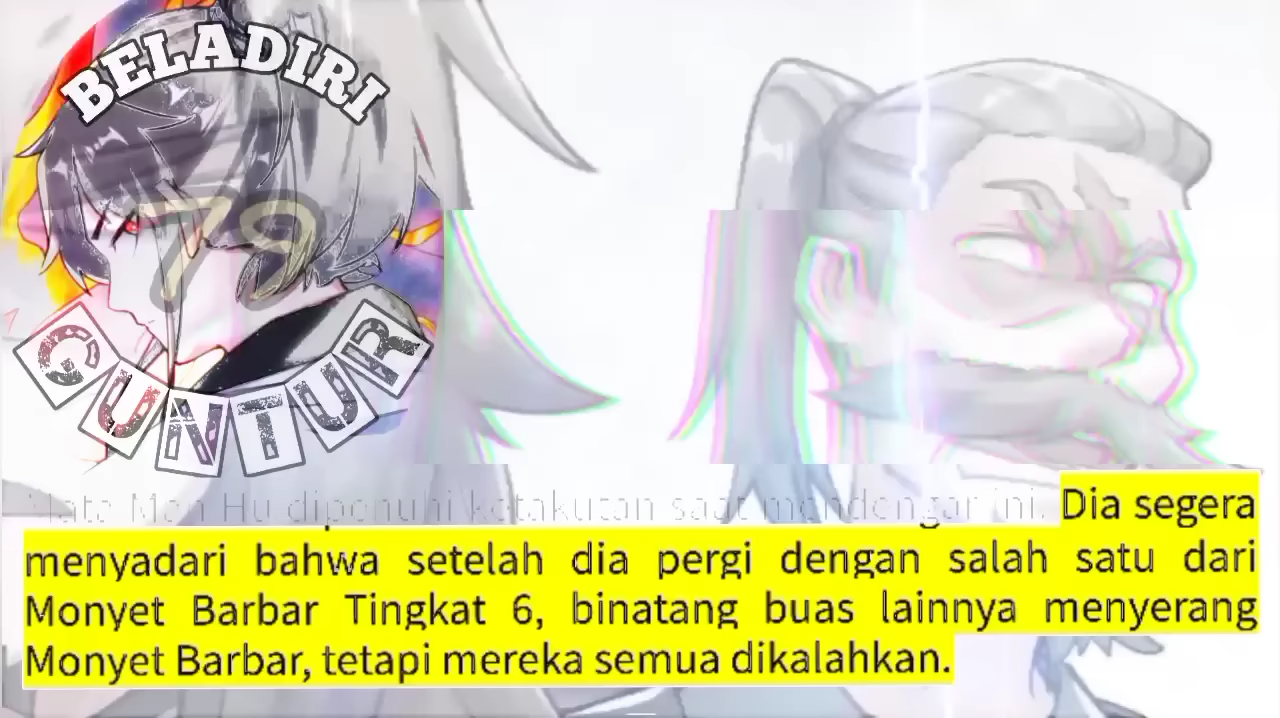 BELADIRI
79
GUNTUR
Mata Mon Hu dipenuhi ketakutan saat mendengar ini. Dia segera
menyadari bahwa setelah dia pergi dengan salah satu dari
Monyet Barbar Tingkat 6, binatang buas lainnya menyerang
Monyet Barbar, tetapi mereka semua dikalahkan.